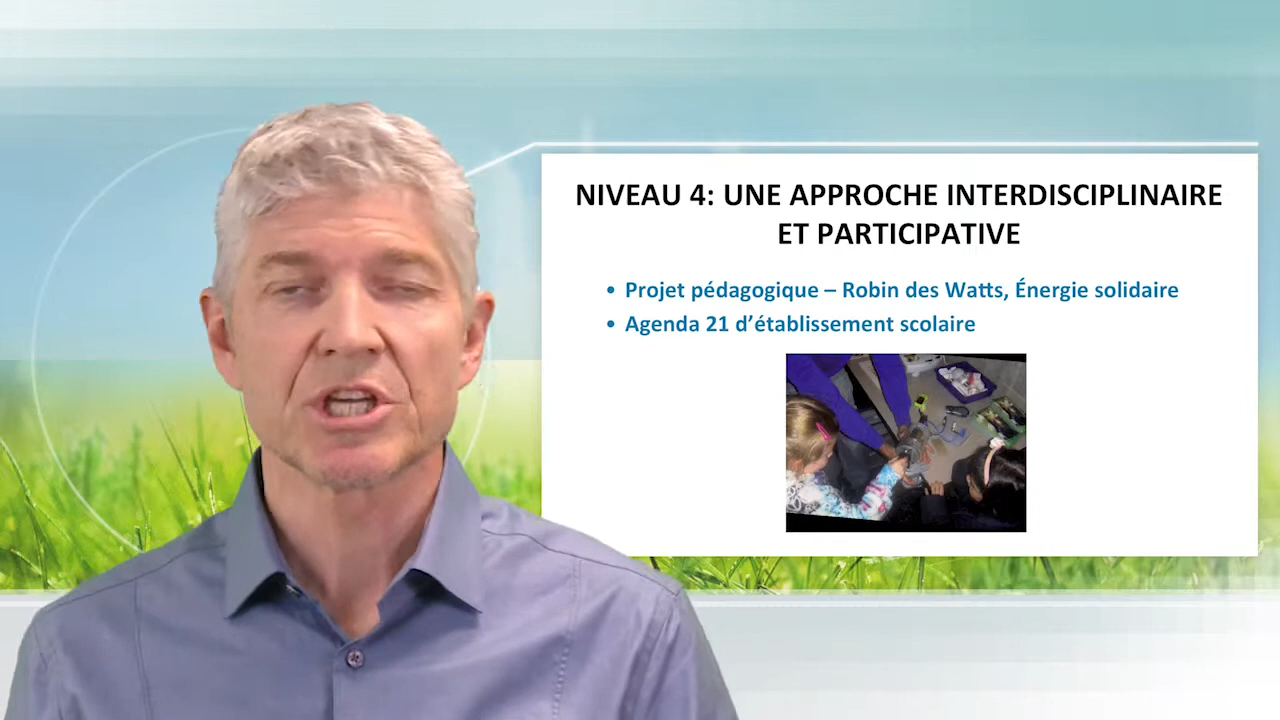 NIVEAU 4: UNE APPROCHE INTERDISCIPLINAIRE
ET PARTICIPATIVE
• Projet pédagogique – Robin des Watts, Énergie solidaire
• Agenda 21 d’établissement scolaire